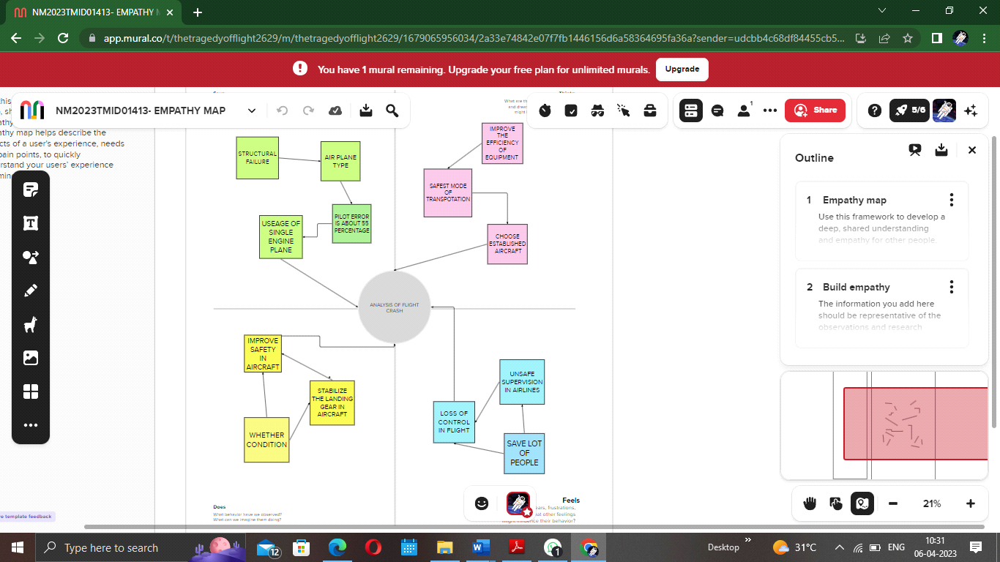 NM2023TMID01413- EMPATHY M
app.mural.co/t/thetragedyofflight2629/m/thetragedyofflight2629/1679065956034/2a33e74842e07f7fb1446156d6a58364695fa36a?sender=udcbb4c68df84455cb5...
You have 1 mural remaining. Upgrade your free plan for unlimited murals.
Upgrade
NM2023TMID01413- EMPATHY MAP
1
Share
5/6
What are th
and drea
might
athy map helps describe the
cts of a user's experience, needs
pain points, to quickly
erstand your users' experience
STRUCTURAL
FAILURE
AIR PLANE
TYPE
PILOT ERROR
IS ABOUT 55
PERCENTAGE
USEAGE OF
SINGLE
ENGINE
PLANE
IMPROVE
THE
EFFICIENCY
OF
EQUIPMENT
SAFEST MODE
OF
TRANSPOTATION
CHOOSE
ESTABLISHED
AIRCRAFT
ANALYSIS OF FLIGHT
CRASH
IMPROVE
SAFETY
IN
AIRCRAFT
STABILIZE
THE LANDING
GEAR IN
AIRCRAFT
WHETHER
CONDITION
UNSAFE
SUPERVISION
IN AIRLINES
LOSS OF
CONTROL
IN FLIGHT
SAVE LOT
OF
PEOPLE
Does
What behavior have we observed?
What can we imagine them doing?
Feels
ears, frustrations,
at other feelings
might influence their behavior?
e template feedback
Outline
1 Empathy map
Use this framework to develop a
deep, shared understanding
and empathy for other people.
2 Build empathy
The information you add here
should be representative of the
observations and research
21%
Type here to search
12
1
Desktop
31°C
ENG
10:31
06-04-2023